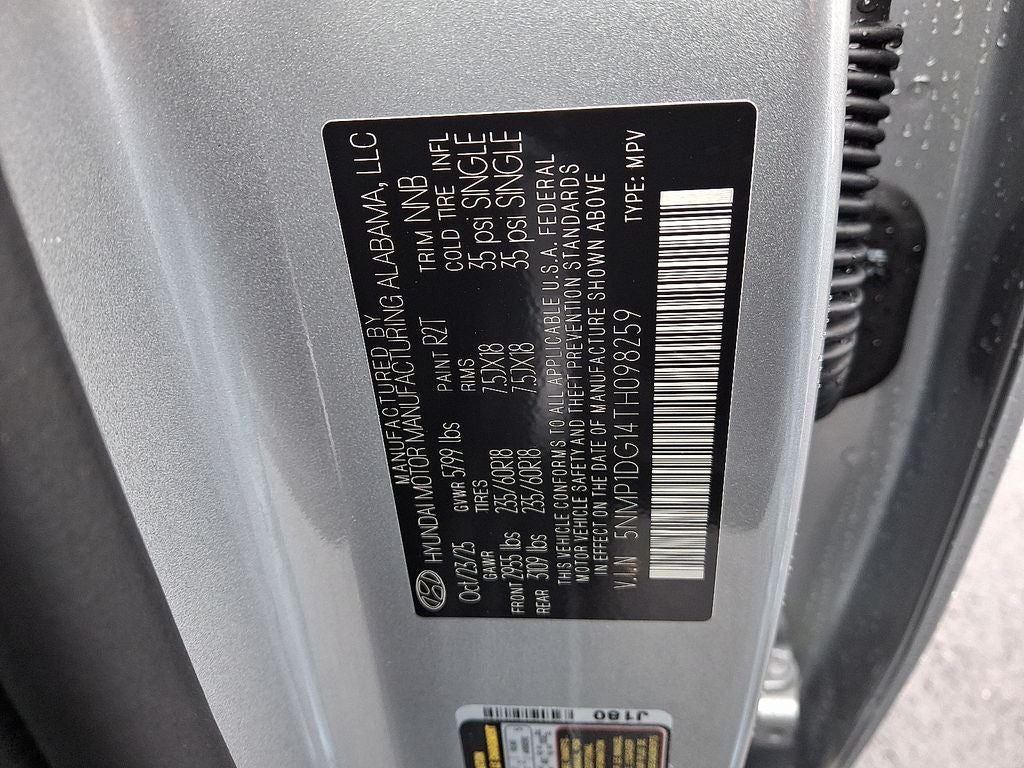 MANUFACTURED BY
HYUNDAI MOTOR MANUFACTURING ALABAMA, LLC
Oct/23/25 GVWR 5799 lbs PAINT R2T TRIM NNB
GAWR TIRES RIMS COLD TIRE INFL
FRONT 2955 lbs 235/60R18 7.5JX18 35 psi SINGLE
REAR 3109 lbs 235/60R18 7.5JX18 35 psi SINGLE
THIS VEHICLE CONFORMS TO ALL APPLICABLE U.S.A. FEDERAL
MOTOR VEHICLE SAFETY AND THEFT PREVENTION STANDARDS
IN EFFECT ON THE DATE OF MANUFACTURE SHOWN ABOVE
V.I.N 5NMP1DG14TH098259 TYPE: MPV
J180